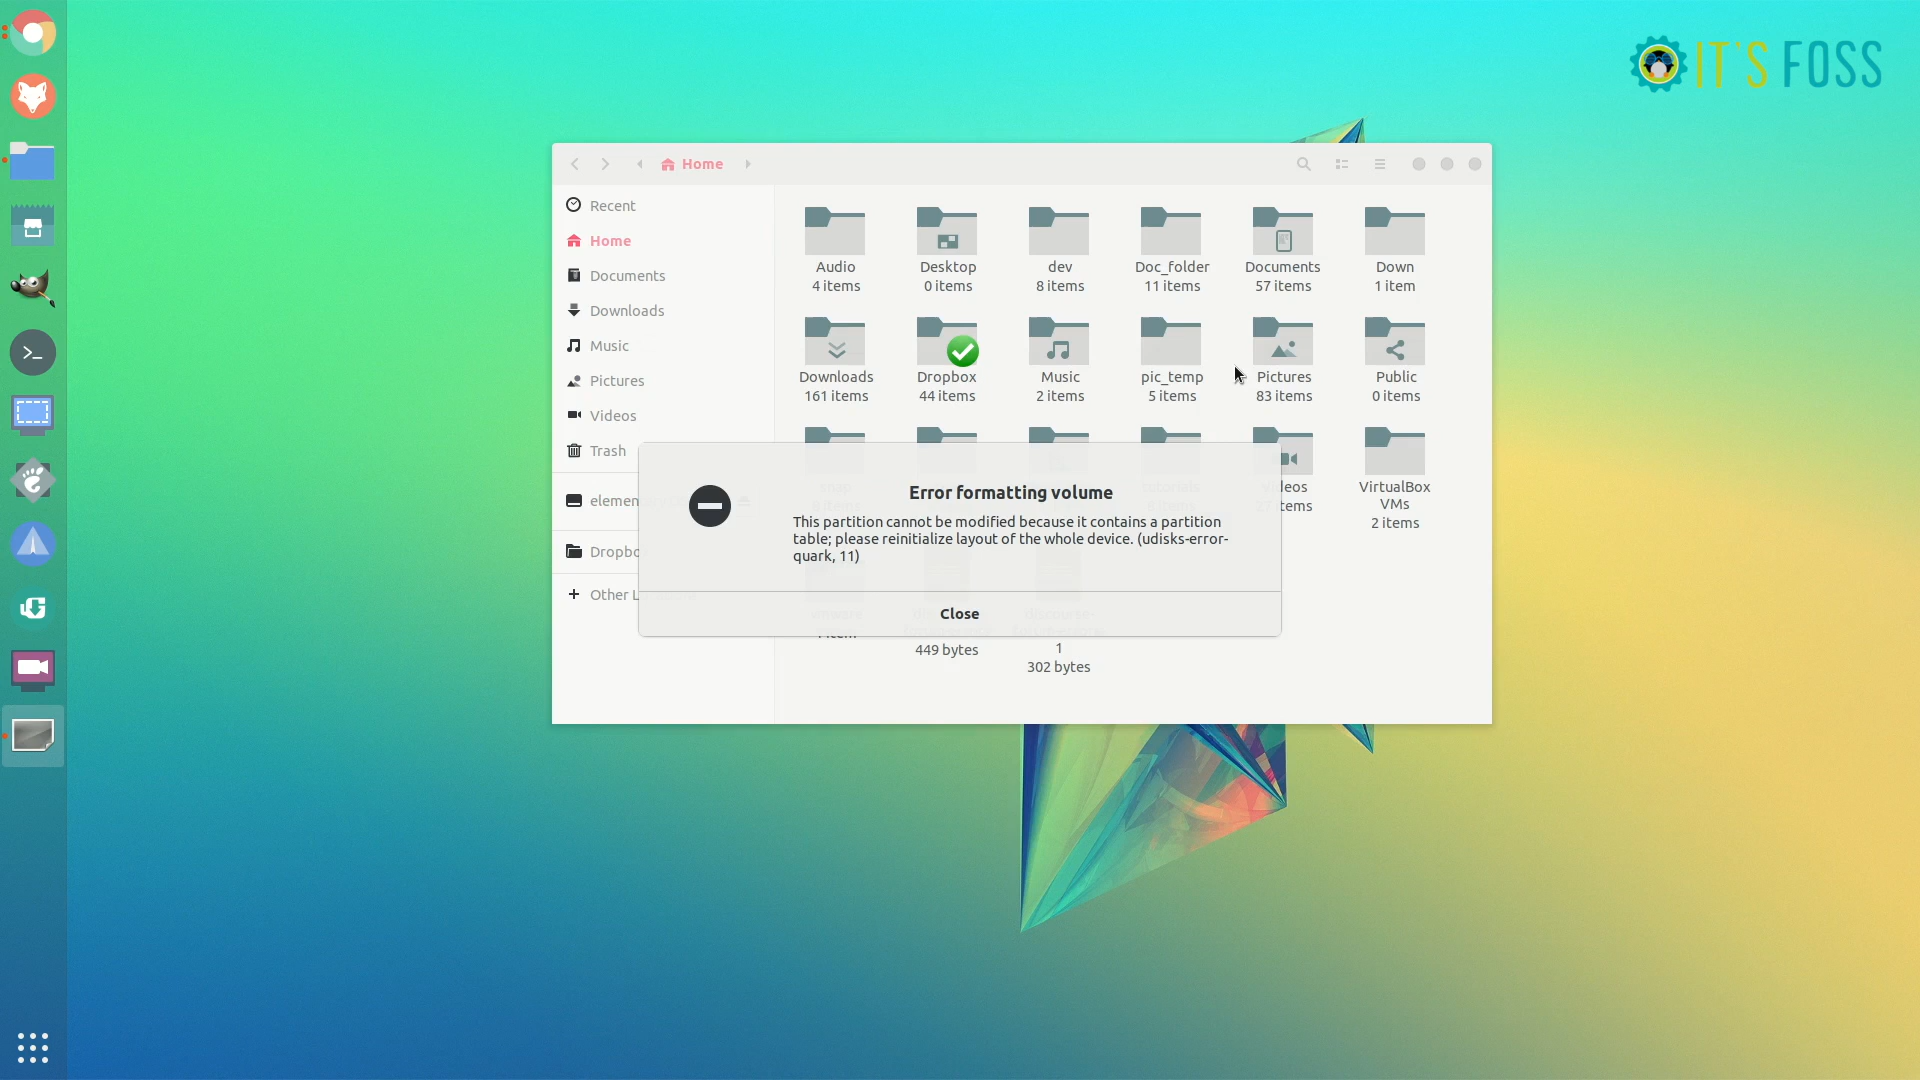 IT'S FOSS
Home
Recent
Home
Documents
Downloads
Music
Pictures
Videos
Trash
elemen
Dropbo
Other L
Audio
4 items
Desktop
0 items
dev
8 items
Doc_folder
11 items
Documents
57 items
Down
1 item
Downloads
161 items
Dropbox
44 items
Music
2 items
pic_temp
5 items
Pictures
83 items
Public
0 items
VirtualBox
VMs
2 items
Error formatting volume
This partition cannot be modified because it contains a partition
table; please reinitialize layout of the whole device. (udisks-error-
quark, 11)
Close
449 bytes
1
302 bytes